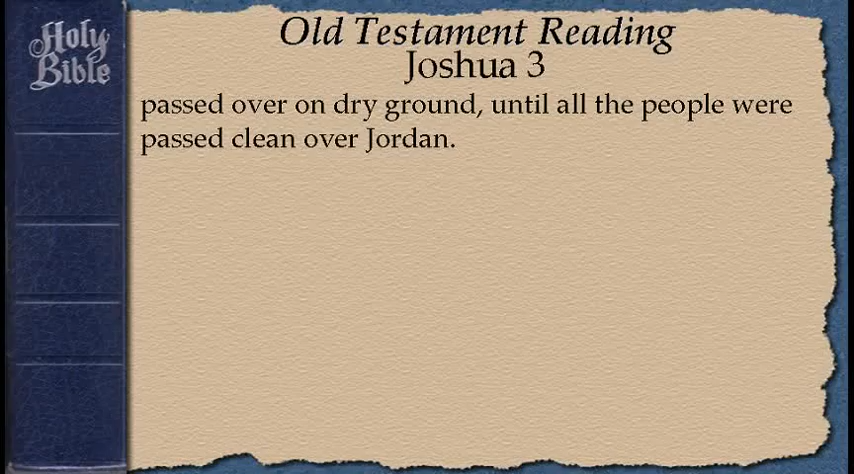 Holy
Bible
Old Testament Reading
Joshua 3
passed over on dry ground, until all the people were
passed clean over Jordan.